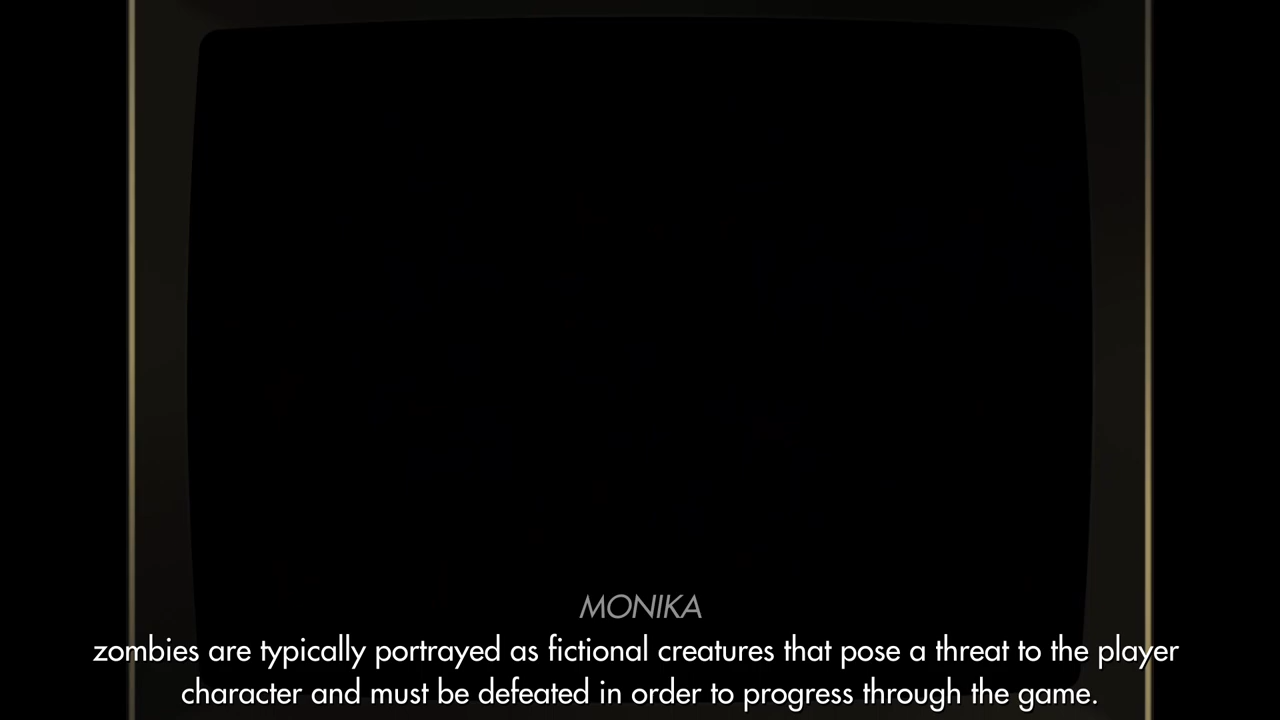 MONIKA
zombies are typically portrayed as fictional creatures that pose a threat to the player
character and must be defeated in order to progress through the game.